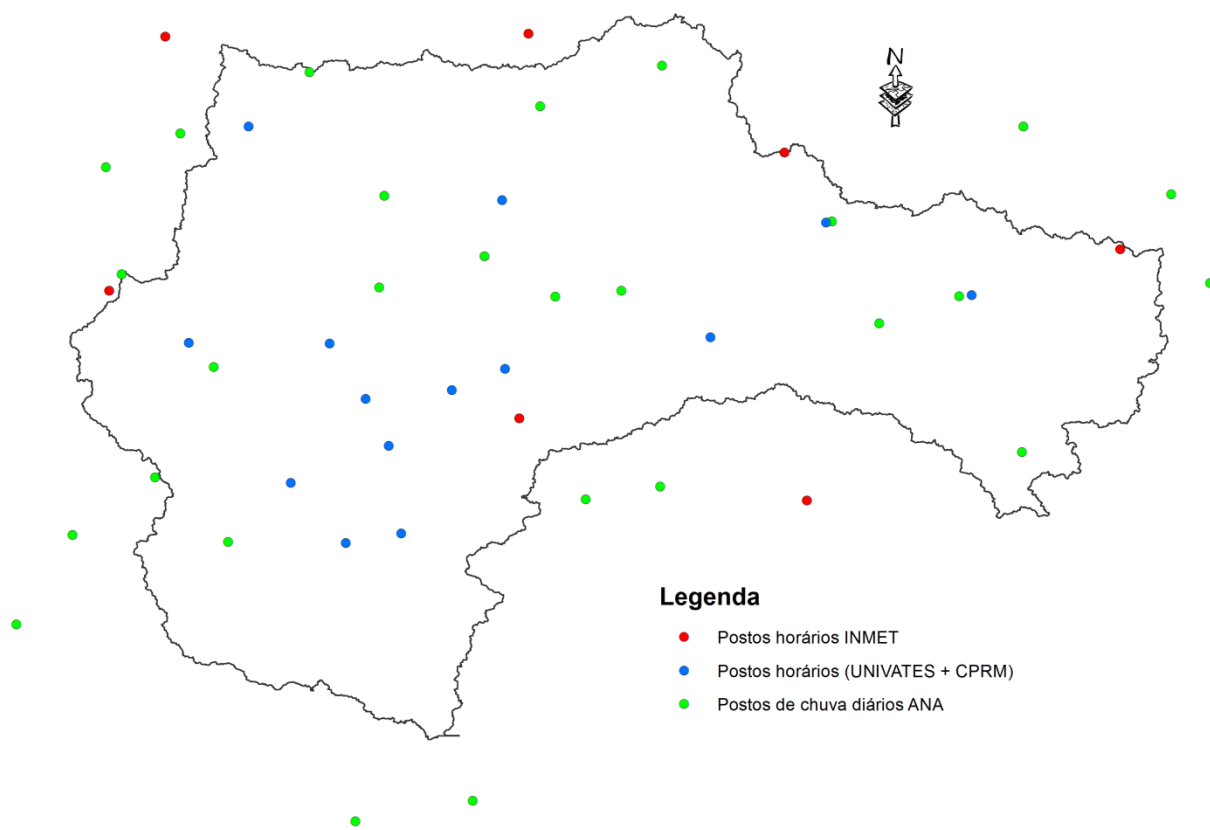 N
Legenda
Postos horários INMET
Postos horários (UNIVATES + CPRM)
Postos de chuva diários ANA